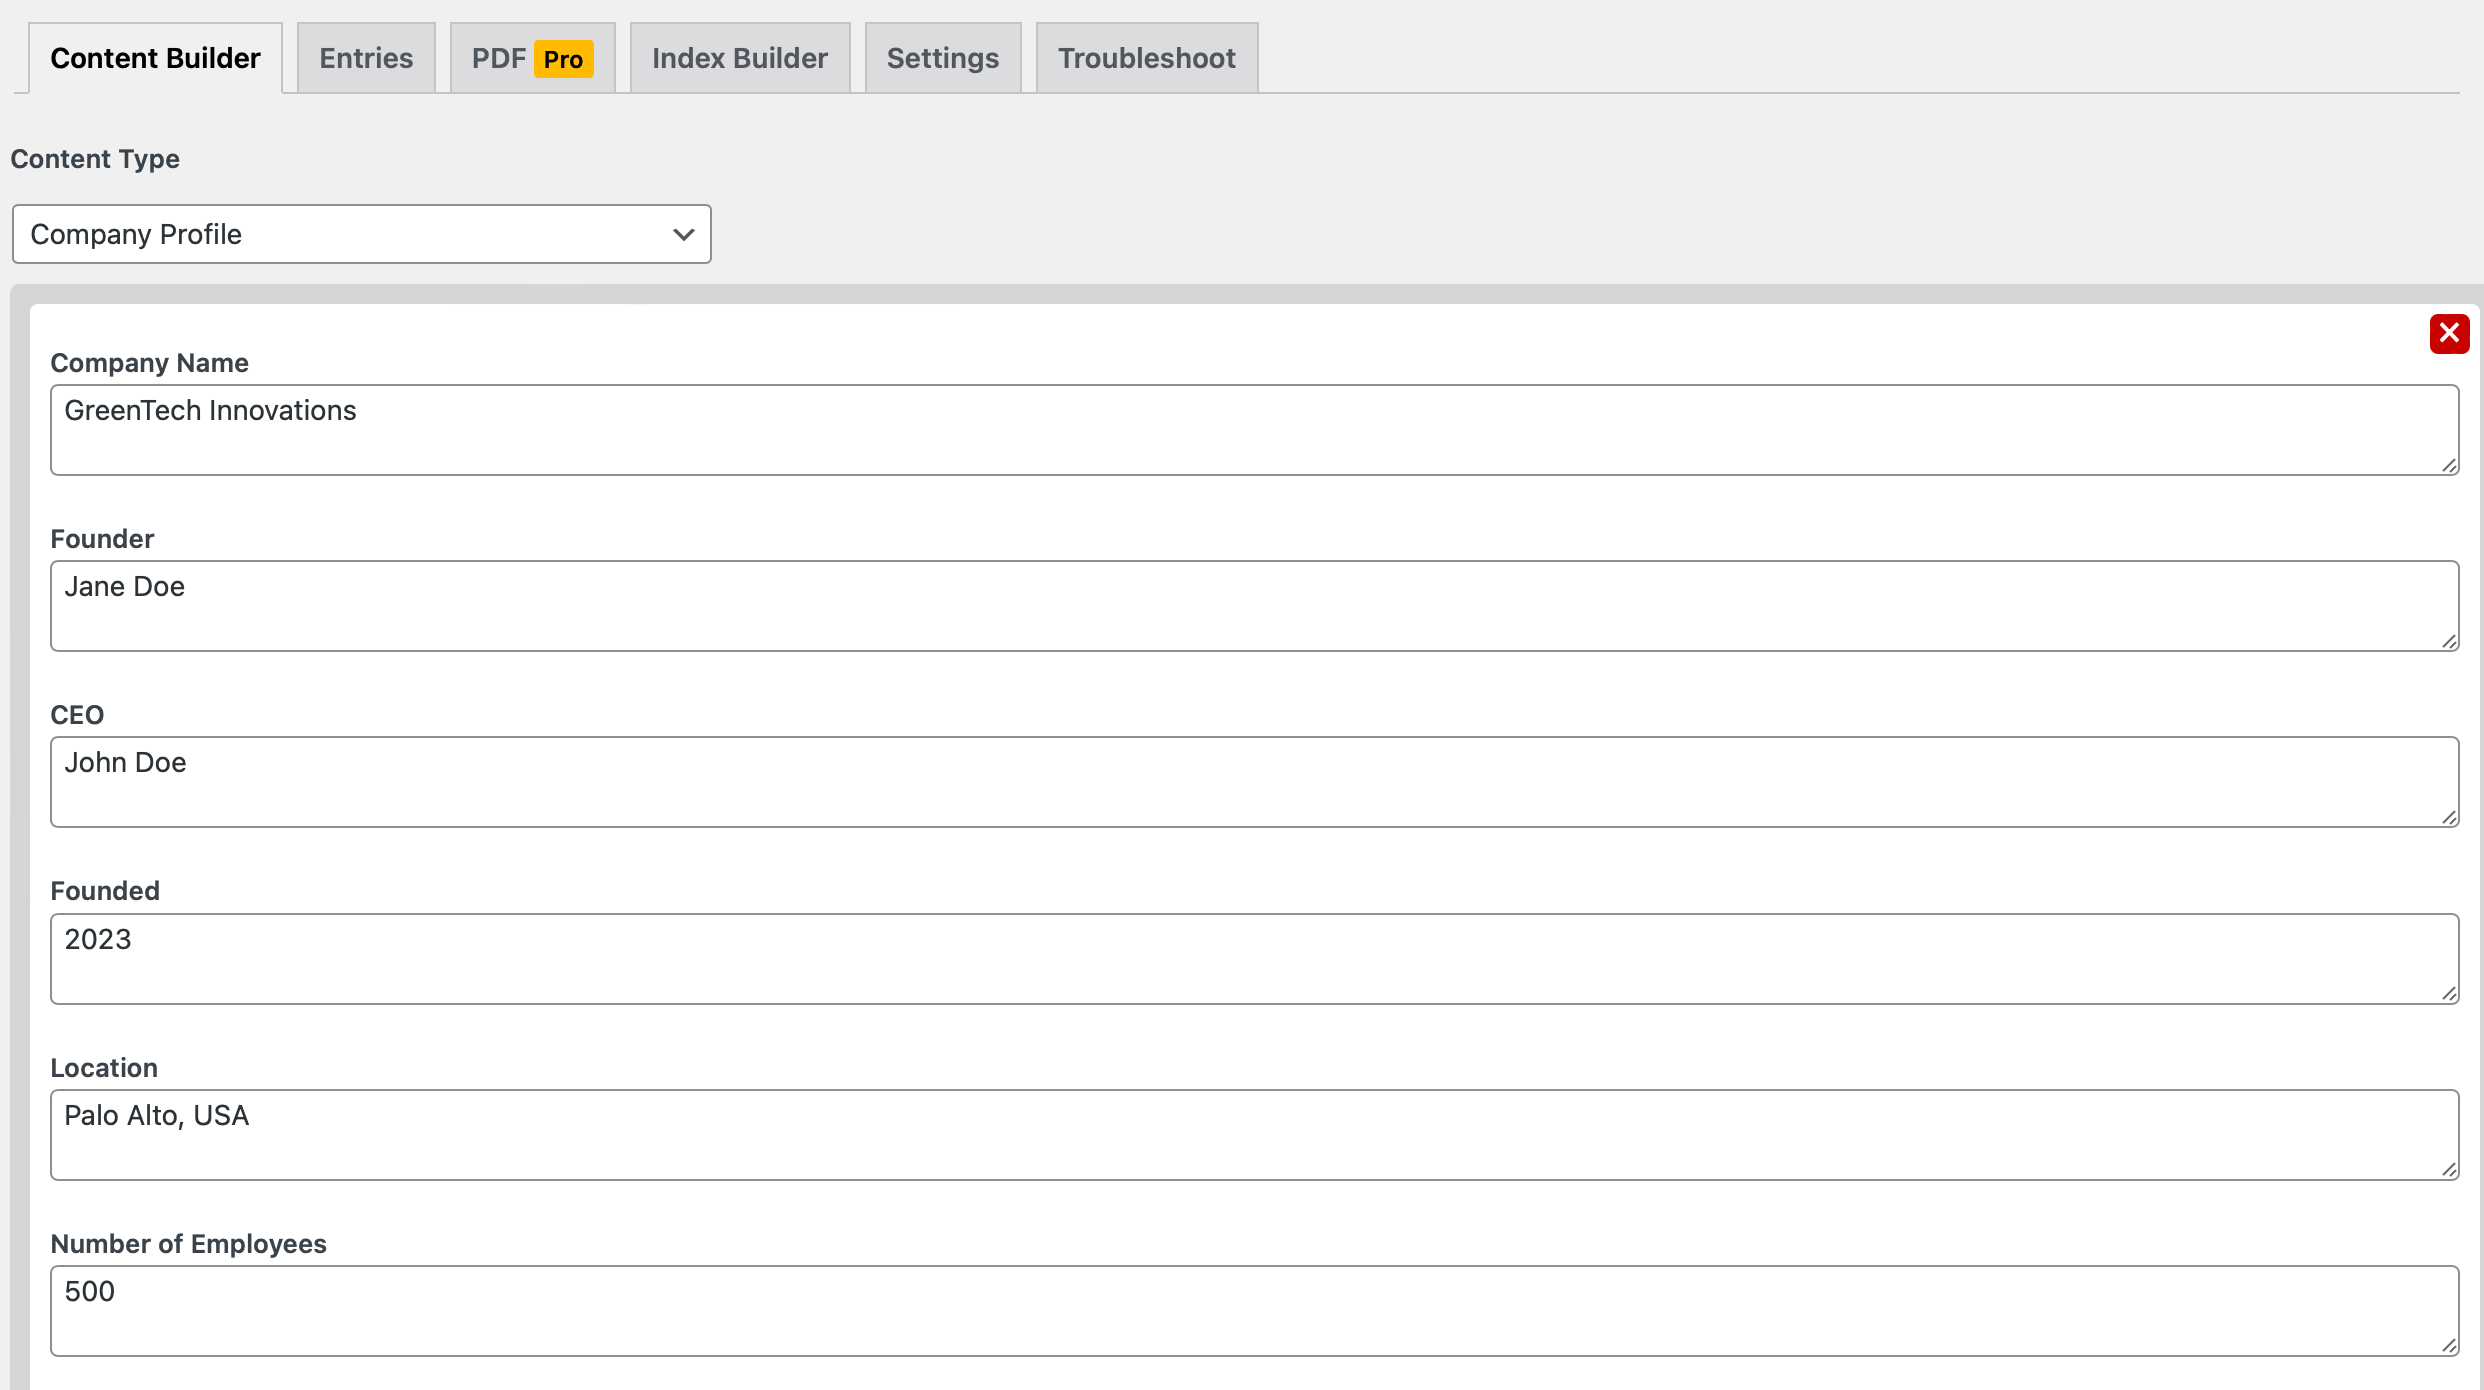 Content Builder Entries PDF Pro Index Builder Settings Troubleshoot
Content Type
Company Profile
Company Name
GreenTech Innovations
Founder
Jane Doe
CEO
John Doe
Founded
2023
Location
Palo Alto, USA
Number of Employees
500